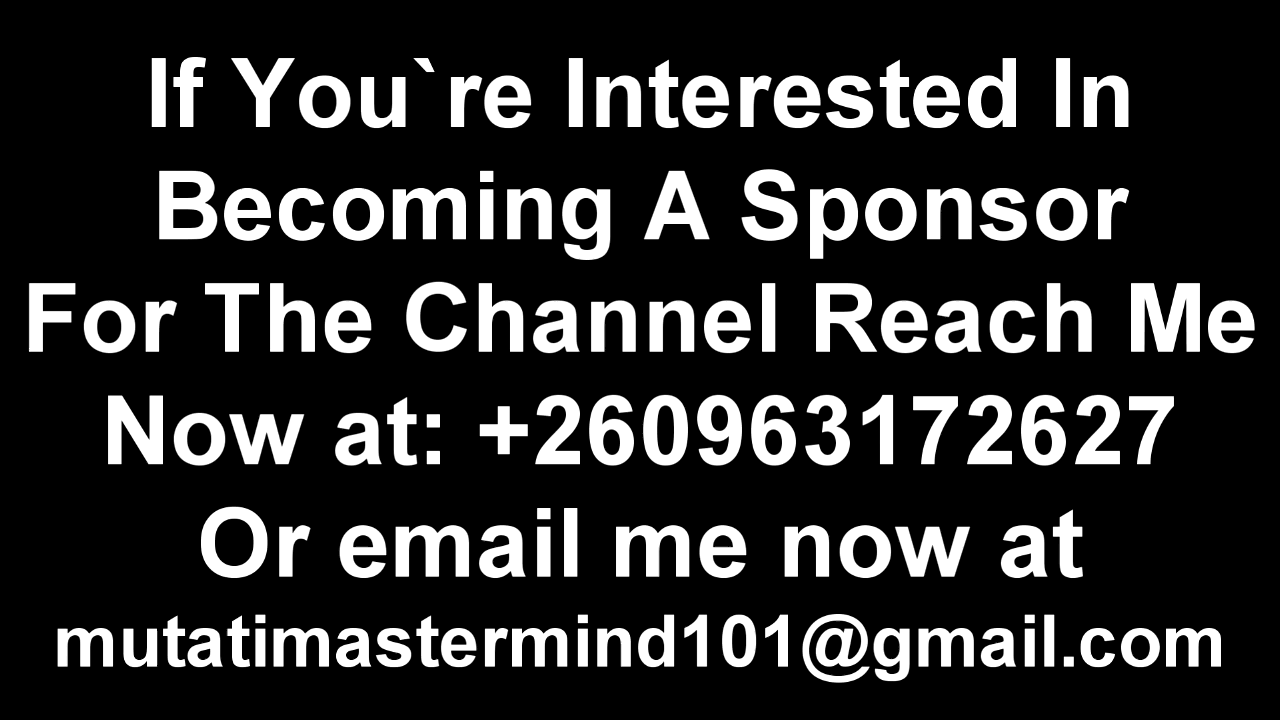 If You`re Interested In
Becoming A Sponsor
For The Channel Reach Me
Now at: +260963172627
Or email me now at
mutatimastermind101@gmail.com